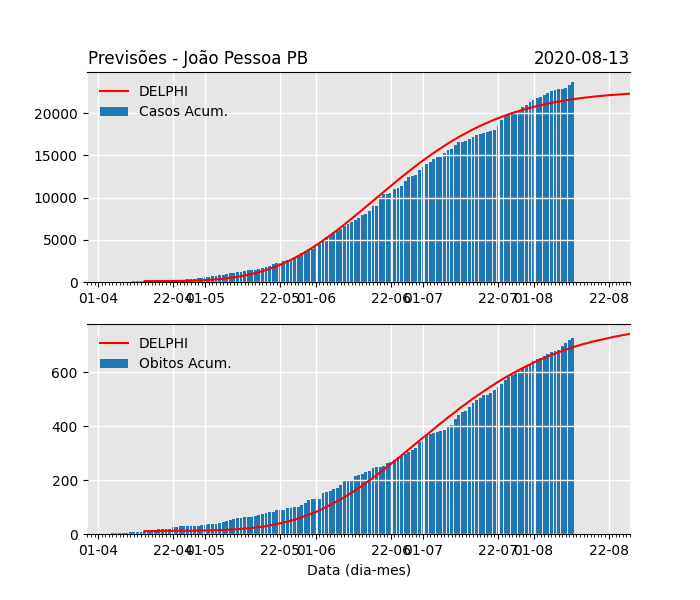 Previsões - João Pessoa PB 2020-08-13
DELPHI
Casos Acum.
20000
15000
10000
5000
0
01-04 22-04 01-05 22-05 01-06 22-06 01-07 22-07 01-08 22-08
DELPHI
Obitos Acum.
600
400
200
0
01-04 22-04 01-05 22-05 01-06 22-06 01-07 22-07 01-08 22-08
Data (dia-mes)